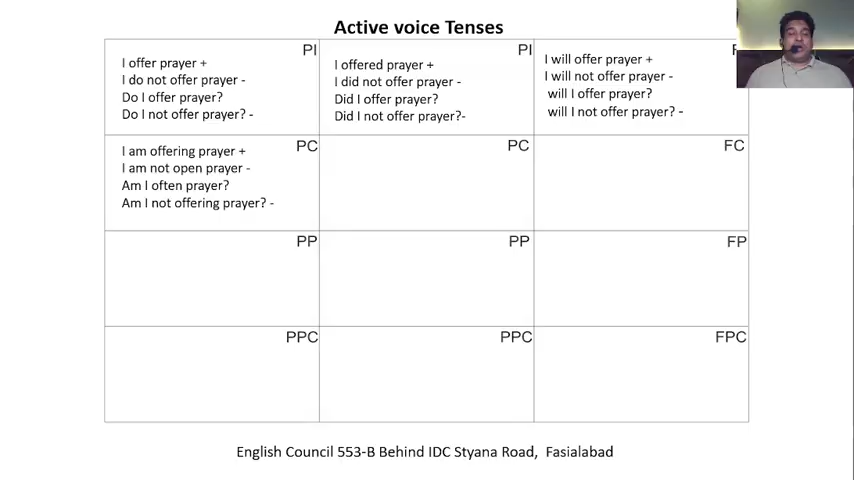 Active voice Tenses
PI
I offer prayer +
I do not offer prayer -
Do I offer prayer?
Do I not offer prayer? -
PI
I offered prayer +
I did not offer prayer -
Did I offer prayer?
Did I not offer prayer?-
I will offer prayer +
I will not offer prayer -
will I offer prayer?
will I not offer prayer? -
PC
I am offering prayer +
I am not open prayer -
Am I often prayer?
Am I not offering prayer? -
PC
FC
PP
PP
FP
PPC
PPC
FPC
English Council 553-B Behind IDC Styana Road, Fasialabad